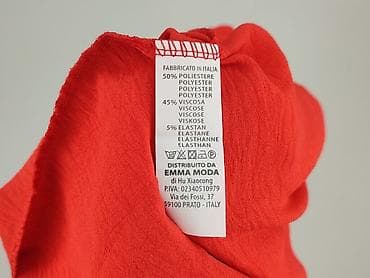 FABBRICATO IN ITALIA
50% POLIESTERE
POLYESTER
POLYESTER
POLYESTER
45% VISCOSA
VISCOSE
VISCOSE
VISKOSE
5% ELASTAN
ELASTANE
ELASTHANNE
ELASTHAN
DISTRIBUITO DA
EMMA MODA
di Hu Xiaocong
P.IVA: 02340510979
Via dei Fossi, 37
59100 PRATO - ITALY